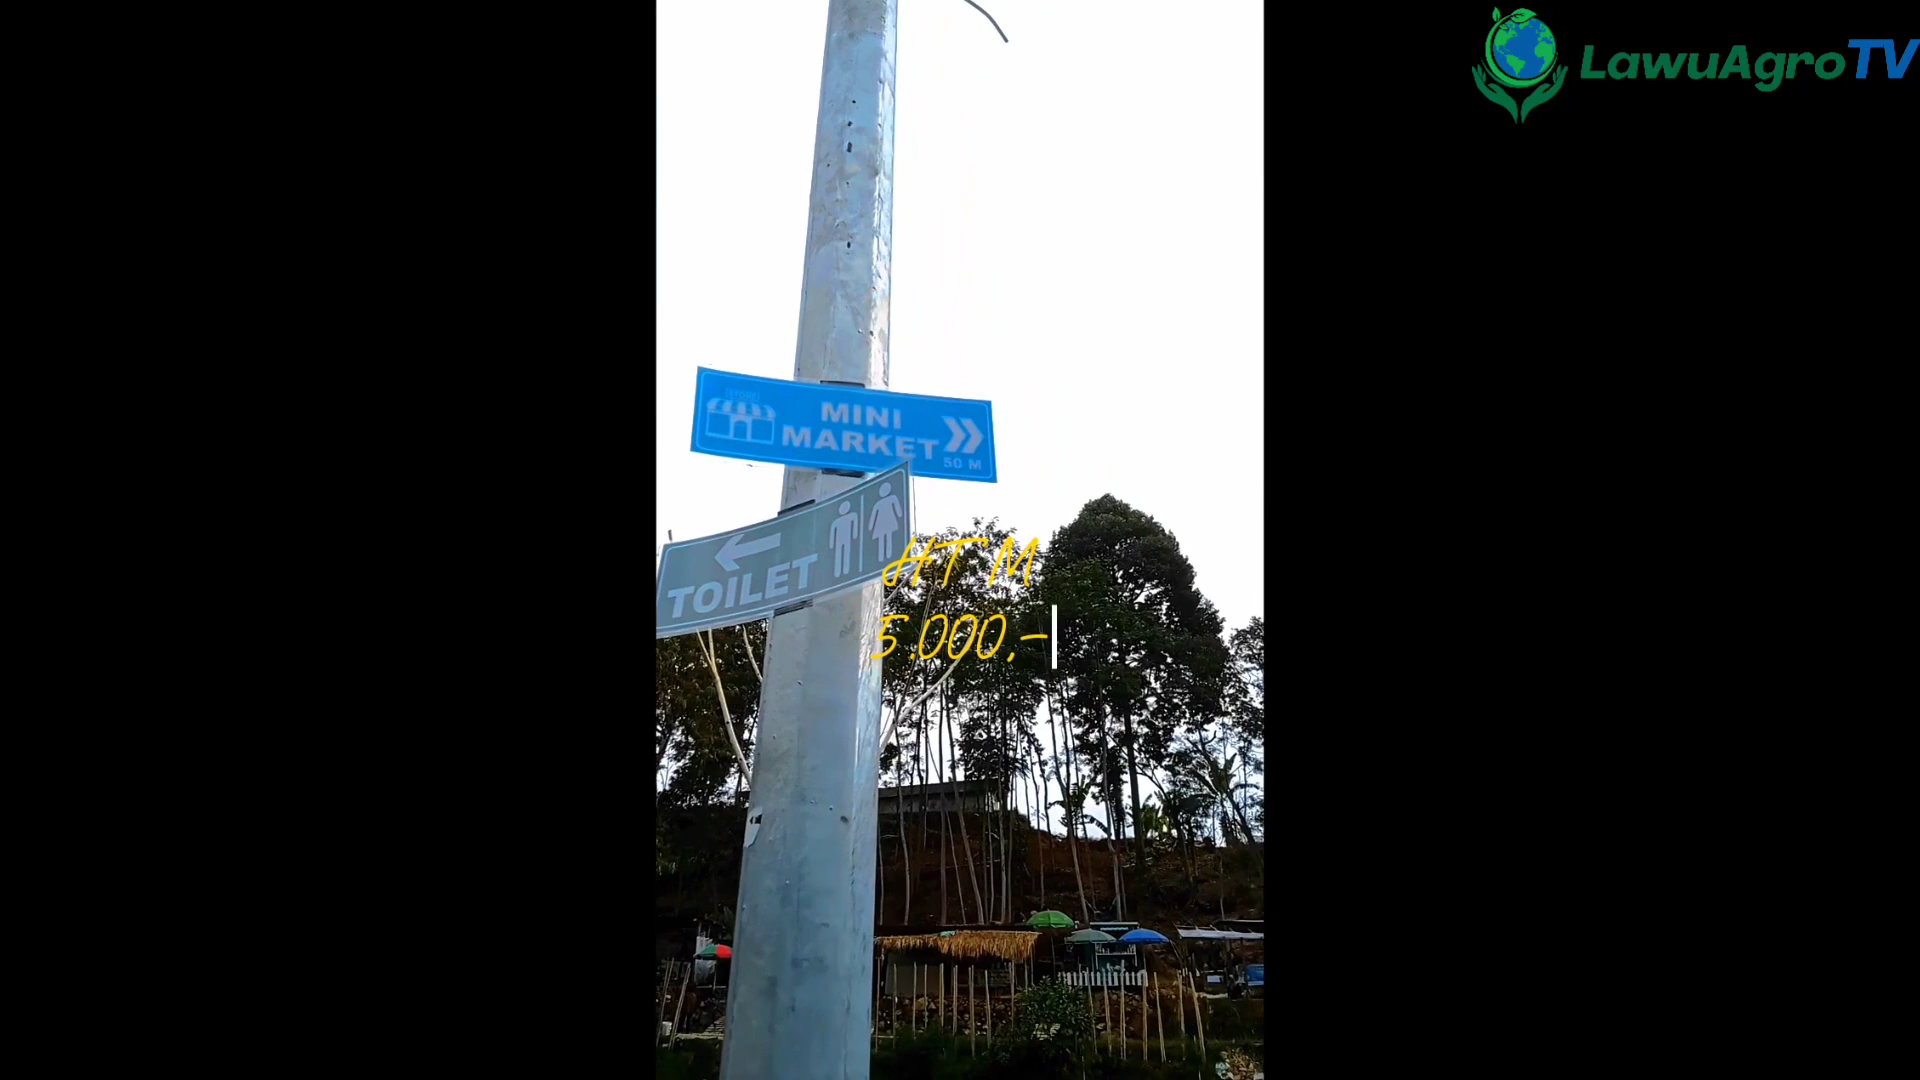 LawuAgroTV
MINI
MARKET
50 M
TOILET
HTM
5.000,-